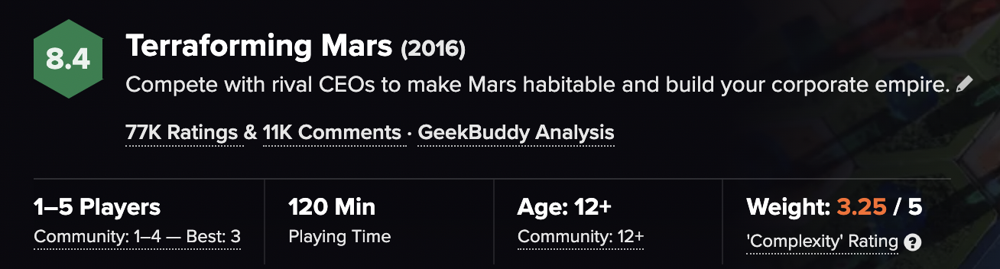 8.4
Terraforming Mars (2016)
Compete with rival CEOs to make Mars habitable and build your corporate empire.
77K Ratings & 11K Comments · GeekBuddy Analysis
1–5 Players
Community: 1–4 — Best: 3
120 Min
Playing Time
Age: 12+
Community: 12+
Weight: 3.25 / 5
'Complexity' Rating ?